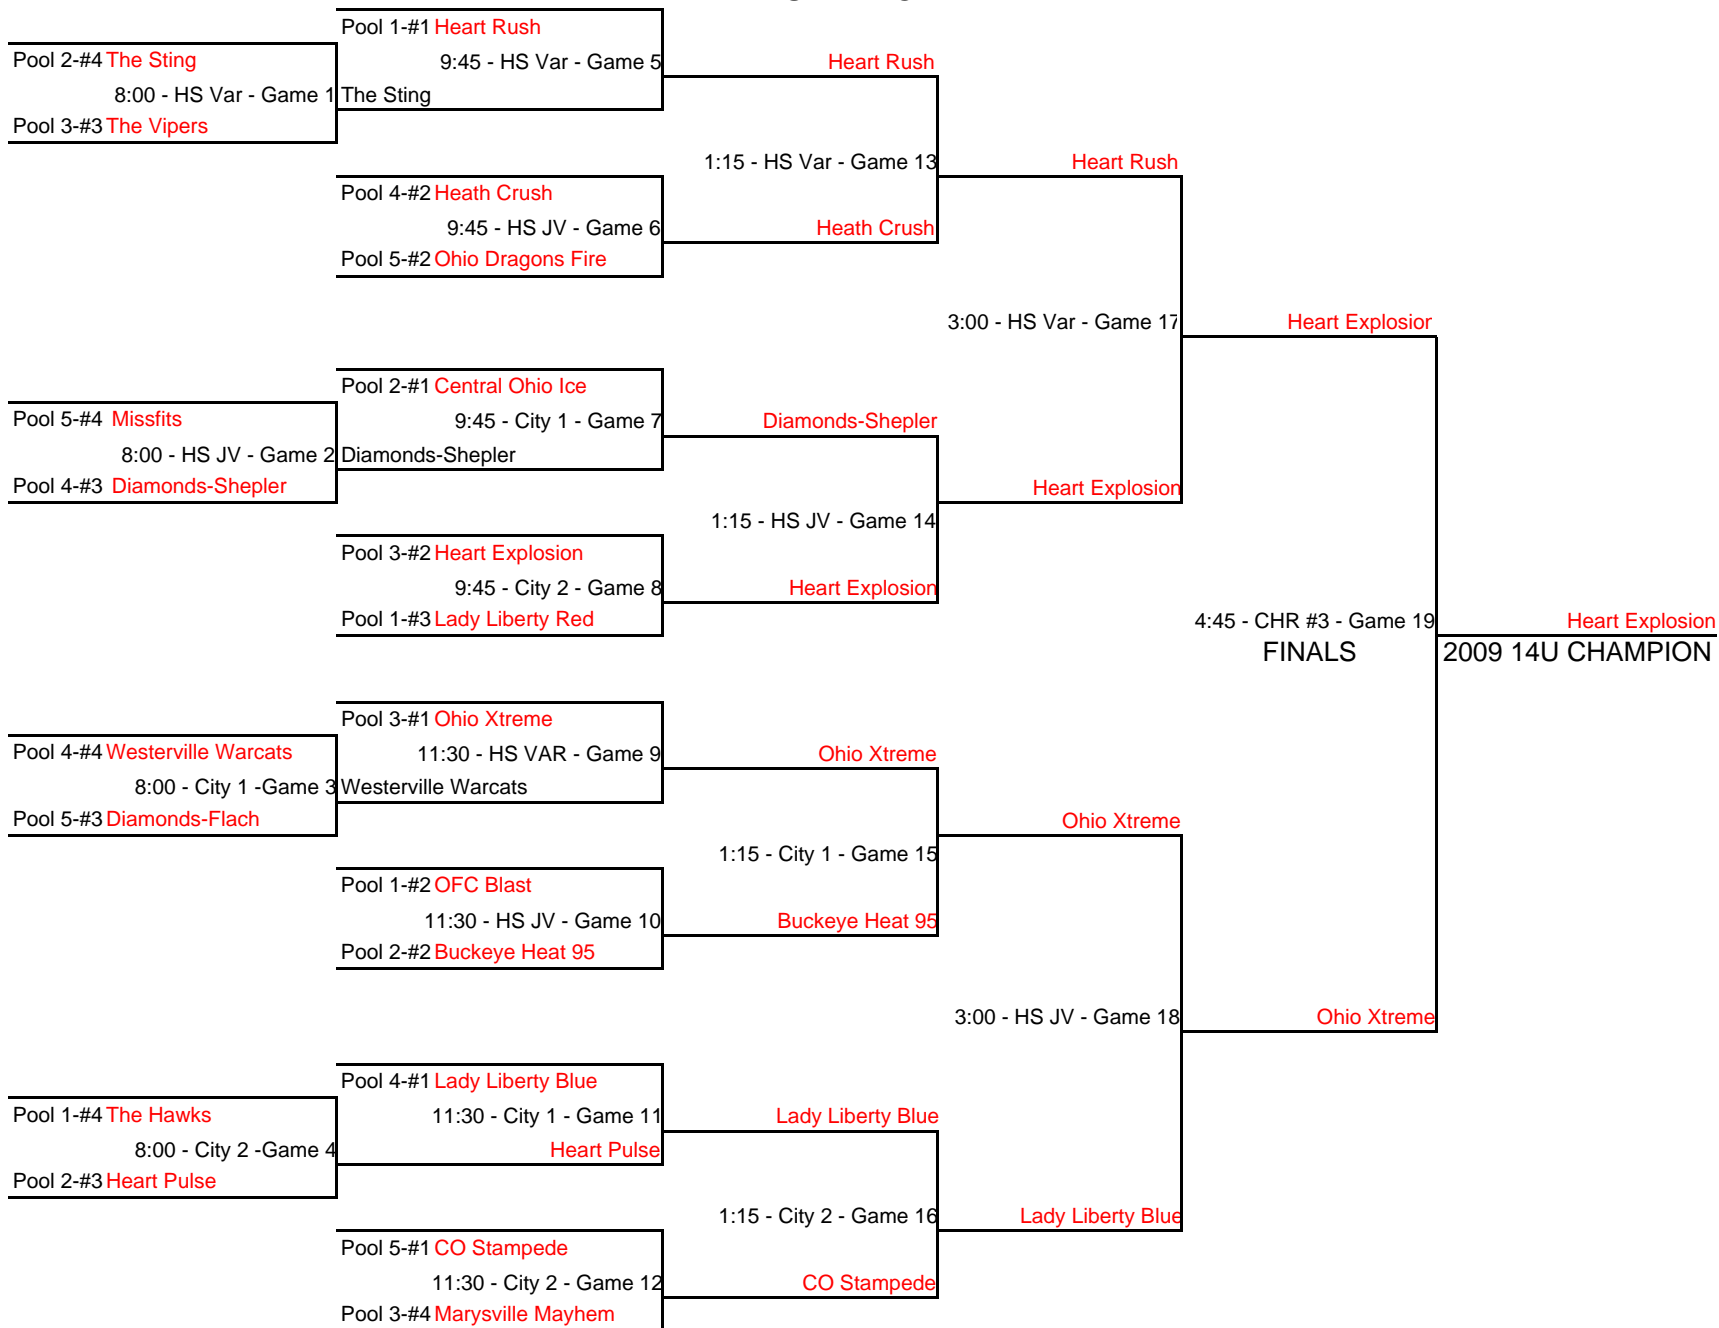 Pool 1-#1 Heart Rush
Pool 2-#4 The Sting
9:45 - HS Var - Game 5
Heart Rush
8:00 - HS Var - Game 1 The Sting
Pool 3-#3 The Vipers
1:15 - HS Var - Game 13
Heart Rush
Pool 4-#2 Heath Crush
9:45 - HS JV - Game 6
Heath Crush
Pool 5-#2 Ohio Dragons Fire
3:00 - HS Var - Game 17
Heart Explosion
Pool 2-#1 Central Ohio Ice
Pool 5-#4 Missfits
9:45 - City 1 - Game 7
Diamonds-Shepler
8:00 - HS JV - Game 2 Diamonds-Shepler
Pool 4-#3 Diamonds-Shepler
Heart Explosion
1:15 - HS JV - Game 14
Pool 3-#2 Heart Explosion
9:45 - City 2 - Game 8
Heart Explosion
Pool 1-#3 Lady Liberty Red
4:45 - CHR #3 - Game 19
Heart Explosion
FINALS
2009 14U CHAMPION
Pool 3-#1 Ohio Xtreme
Pool 4-#4 Westerville Warcats
11:30 - HS VAR - Game 9
Ohio Xtreme
8:00 - City 1 -Game 3 Westerville Warcats
Pool 5-#3 Diamonds-Flach
Ohio Xtreme
1:15 - City 1 - Game 15
Pool 1-#2 OFC Blast
11:30 - HS JV - Game 10
Buckeye Heat 95
Pool 2-#2 Buckeye Heat 95
3:00 - HS JV - Game 18
Ohio Xtreme
Pool 4-#1 Lady Liberty Blue
Pool 1-#4 The Hawks
11:30 - City 1 - Game 11
Lady Liberty Blue
8:00 - City 2 -Game 4
Heart Pulse
Pool 2-#3 Heart Pulse
1:15 - City 2 - Game 16
Lady Liberty Blue
Pool 5-#1 CO Stampede
11:30 - City 2 - Game 12
CO Stampede
Pool 3-#4 Marysville Mayhem